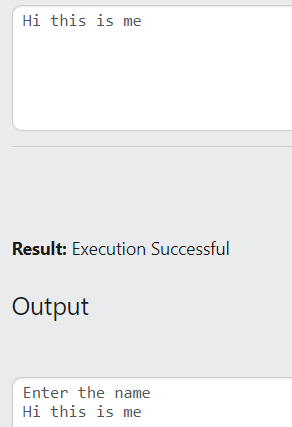 Hi this is me
Result: Execution Successful
Output
Enter the name
Hi this is me